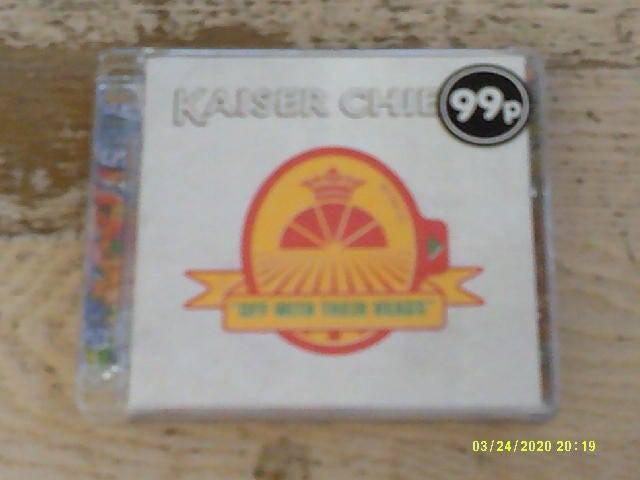 KAISER CHIE
99p
"OFF WITH THEIR HEADS"
03/24/2020 20:19